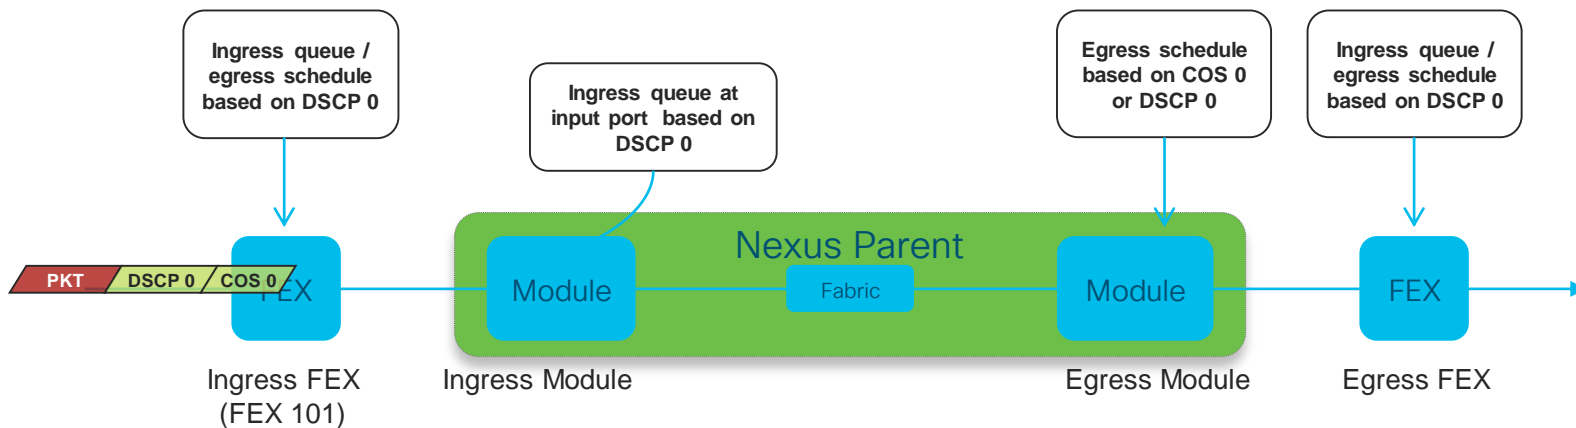 Ingress queue /
egress schedule
based on DSCP 0
Ingress queue at
input port based on
DSCP 0
Egress schedule
based on COS 0
or DSCP 0
Ingress queue /
egress schedule
based on DSCP 0
Nexus Parent
PKT
DSCP 0
COS 0
FEX
Module
Fabric
Module
FEX
Ingress FEX
(FEX 101)
Ingress Module
Egress Module
Egress FEX